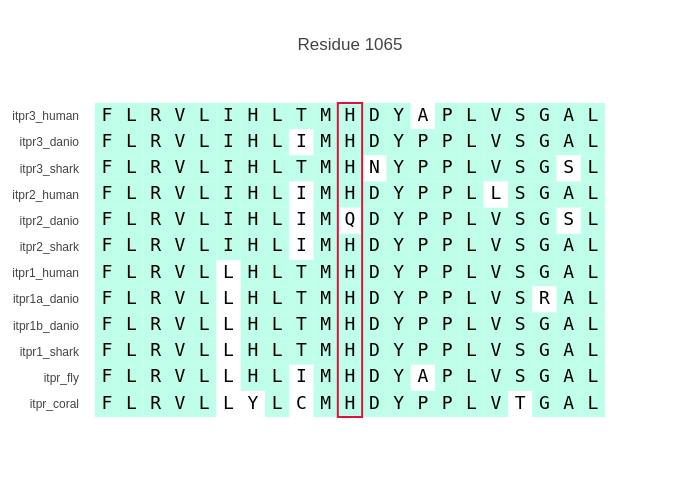 Residue 1065
itpr3_human F L R V L I H L T M H D Y A P L V S G A L
itpr3_danio F L R V L I H L I M H D Y P P L V S G A L
itpr3_shark F L R V L I H L T M H N Y P P L V S G S L
itpr2_human F L R V L I H L I M H D Y P P L L S G A L
itpr2_danio F L R V L I H L I M Q D Y P P L V S G S L
itpr2_shark F L R V L I H L I M H D Y P P L V S G A L
itpr1_human F L R V L L H L T M H D Y P P L V S G A L
itpr1a_danio F L R V L L H L T M H D Y P P L V S R A L
itpr1b_danio F L R V L L H L T M H D Y P P L V S G A L
itpr1_shark F L R V L L H L T M H D Y P P L V S G A L
itpr_fly F L R V L L H L I M H D Y A P L V S G A L
itpr_coral F L R V L L Y L C M H D Y P P L V T G A L